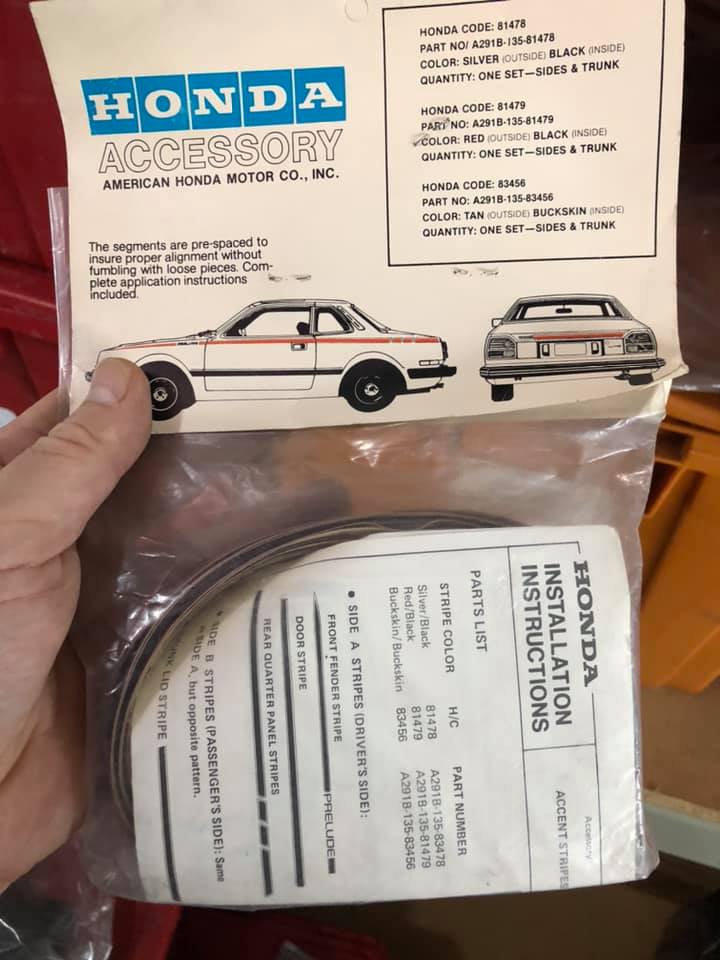 HONDA
ACCESSORY
AMERICAN HONDA MOTOR CO., INC.
The segments are pre-spaced to
insure proper alignment without
fumbling with loose pieces. Com-
plete application instructions
included.
HONDA CODE: 81478
PART NO/ A291B-135-81478
COLOR: SILVER (OUTSIDE) BLACK (INSIDE)
QUANTITY: ONE SET—SIDES & TRUNK
HONDA CODE: 81479
PART NO: A291B-135-81479
COLOR: RED (OUTSIDE) BLACK (INSIDE)
QUANTITY: ONE SET—SIDES & TRUNK
HONDA CODE: 83456
PART NO: A291B-135-83456
COLOR: TAN (OUTSIDE) BUCKSKIN (INSIDE)
QUANTITY: ONE SET—SIDES & TRUNK
HONDA
INSTALLATION
INSTRUCTIONS
Accessory
ACCENT STRIPES
PARTS LIST
STRIPE COLOR H/C PART NUMBER
Silver/Black 81478 A291B-135-83478
Red/Black 81479 A291B-135-81479
Buckskin/Buckskin 83456 A291B-135-83456
• SIDE A STRIPES (DRIVER'S SIDE):
FRONT FENDER STRIPE PRELUDE
DOOR STRIPE
REAR QUARTER PANEL STRIPES
• SIDE B STRIPES (PASSENGER'S SIDE): Same
as SIDE A, but opposite pattern.
LID STRIPE